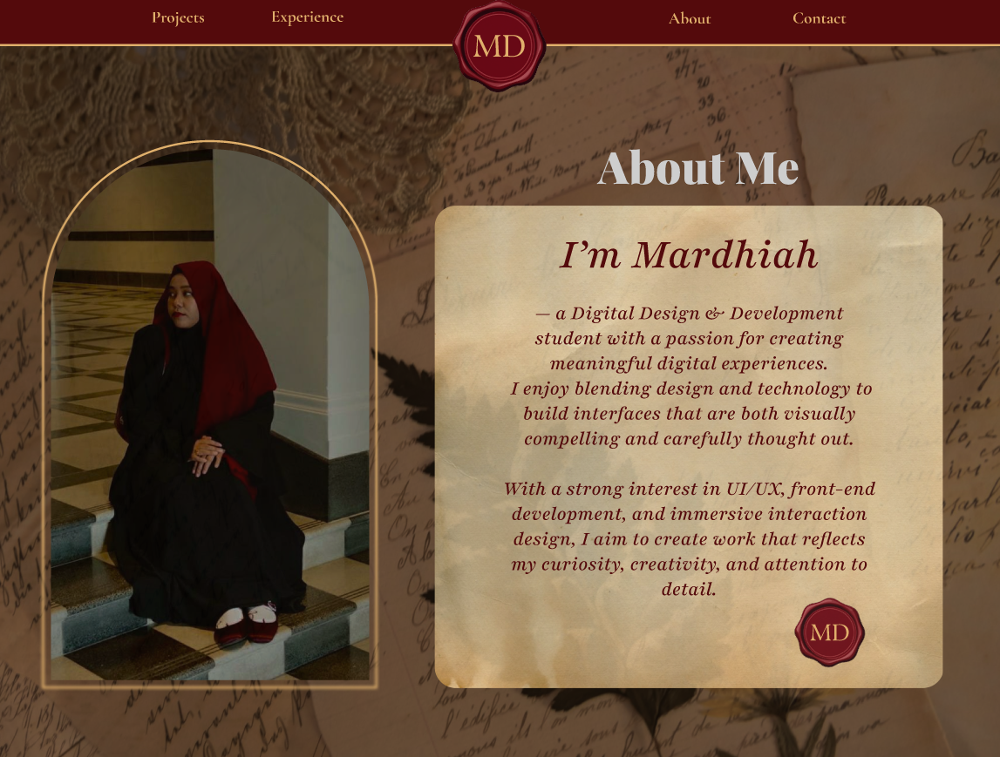 Projects
Experience
MD
About
Contact
About Me
I’m Mardhiah
— a Digital Design & Development
student with a passion for creating
meaningful digital experiences.
I enjoy blending design and technology to
build interfaces that are both visually
compelling and carefully thought out.
With a strong interest in UI/UX, front-end
development, and immersive interaction
design, I aim to create work that reflects
my curiosity, creativity, and attention to
detail.
MD